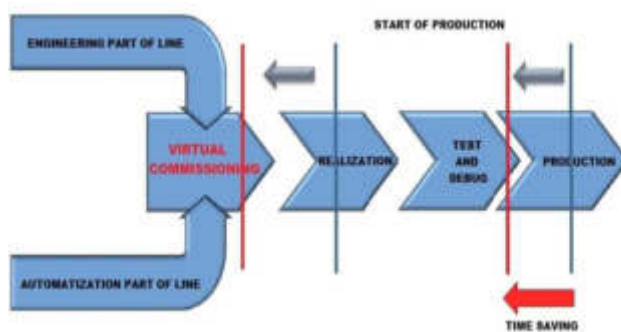 START OF PRODUCTION
ENGINEERING PART OF LINE
VIRTUAL
COMMISSIONING
REALIZATION
TEST
AND
DEBUG
PRODUCTION
AUTOMATIZATION PART OF LINE
TIME SAVING